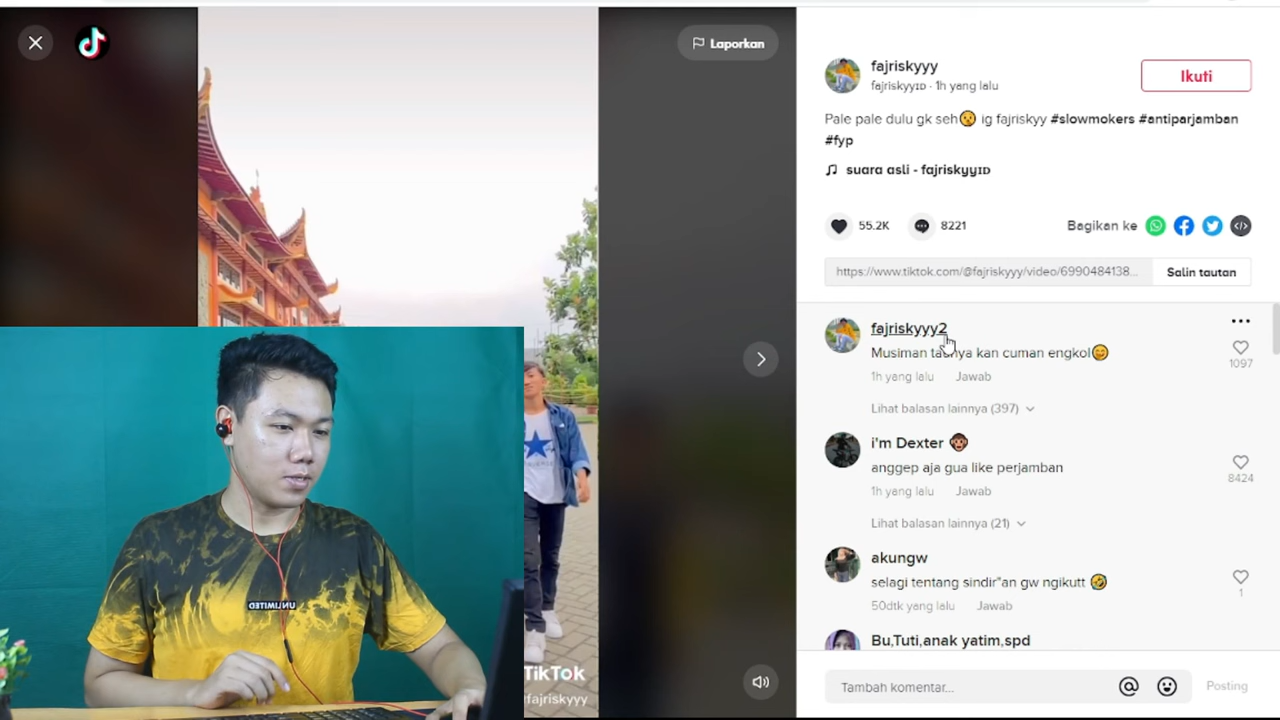 Laporkan
fajriskyyy
fajriskyyɪᴅ · 1h yang lalu
Ikuti
Pale pale dulu gk seh😯 ig fajriskyy #slowmokers #antiparjamban
#fyp
suara asli - fajriskyyɪᴅ
55.2K
8221
Bagikan ke
https://www.tiktok.com/@fajriskyyy/video/6990484138...
Salin tautan
fajriskyyy2
Musiman taunya kan cuman engkol😋
1h yang lalu Jawab
1097
Lihat balasan lainnya (397)
i'm Dexter 🐵
anggep aja gua like perjamban
1h yang lalu Jawab
8424
Lihat balasan lainnya (21)
akungw
selagi tentang sindir"an gw ngikutt 🤣
50dtk yang lalu Jawab
1
Bu,Tuti,anak yatim,spd
Tambah komentar...
Posting
UNLIMITED
TikTok
fajriskyyy